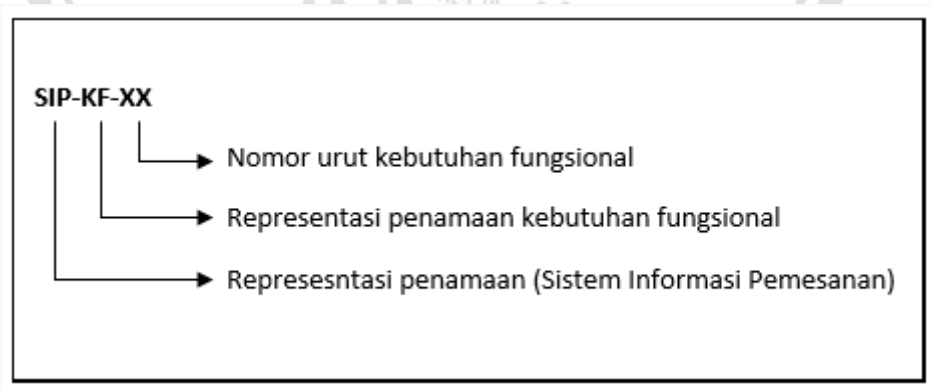 SIP-KF-XX
Nomor urut kebutuhan fungsional
Representasi penamaan kebutuhan fungsional
Represesntasi penamaan (Sistem Informasi Pemesanan)